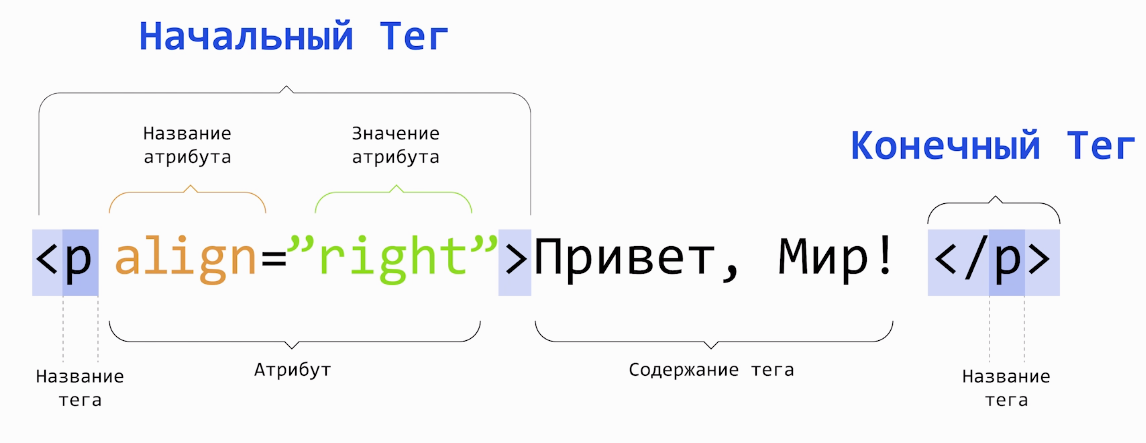 Начальный Тег
Название
атрибута
Значение
атрибута
Конечный Тег
<p align=”right”>Привет, Мир! </p>
Название
тега
Атрибут
Содержание тега
Название
тега